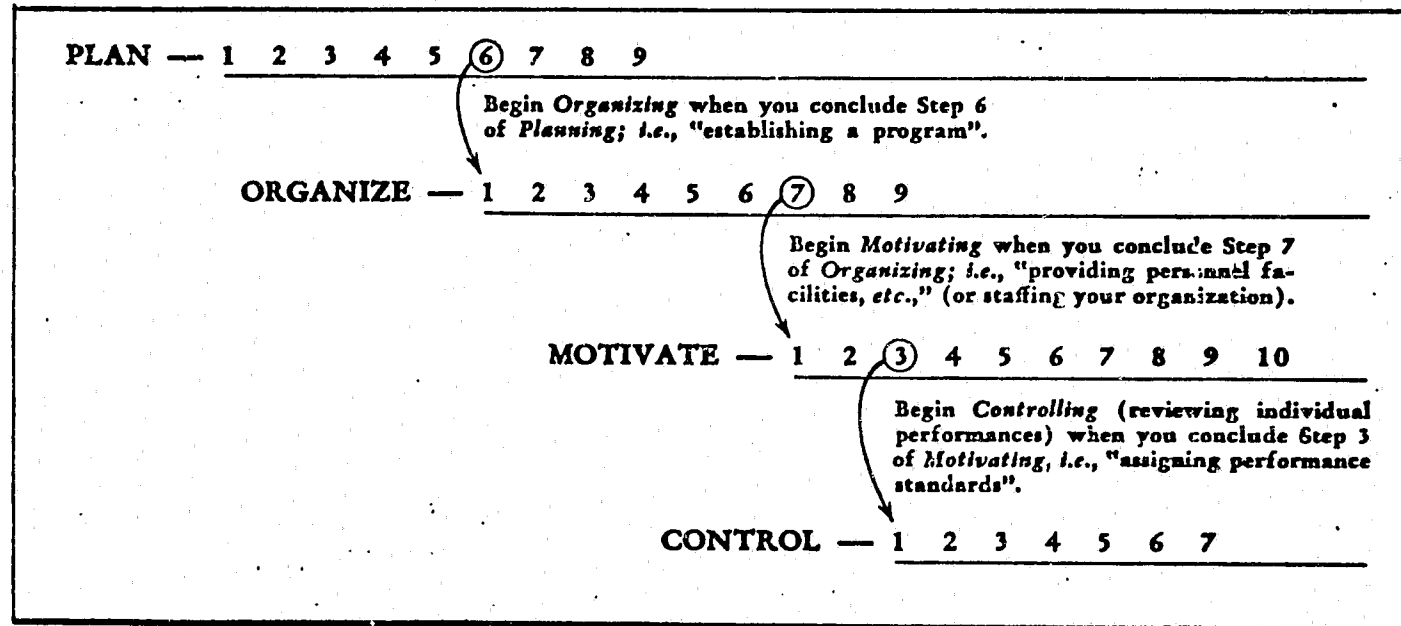 PLAN — 1 2 3 4 5 ⑥ 7 8 9
Begin Organizing when you conclude Step 6
of Planning; i.e., "establishing a program".
ORGANIZE — 1 2 3 4 5 6 ⑦ 8 9
Begin Motivating when you conclude Step 7
of Organizing; i.e., "providing personnel fa-
cilities, etc.," (or staffing your organization).
MOTIVATE — 1 2 ③ 4 5 6 7 8 9 10
Begin Controlling (reviewing individual
performances) when you conclude Step 3
of Motivating, i.e., "assigning performance
standards".
CONTROL — 1 2 3 4 5 6 7